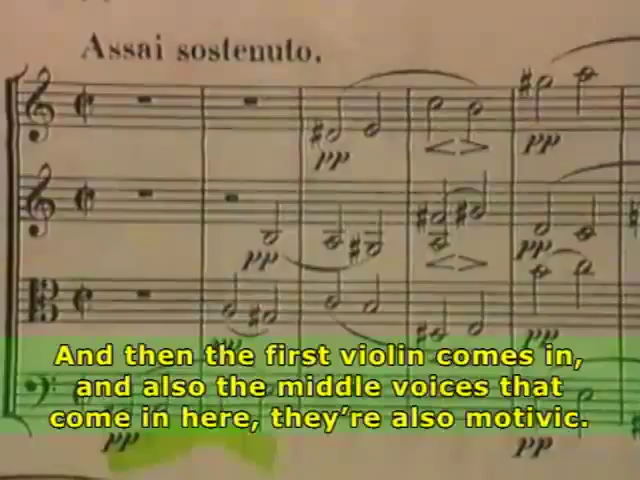 Assai sostenuto.
pp
<>
pp
pp
<>
pp
pp
And then the first violin comes in,
and also the middle voices that
come in here, they're also motivic.
pp
pp